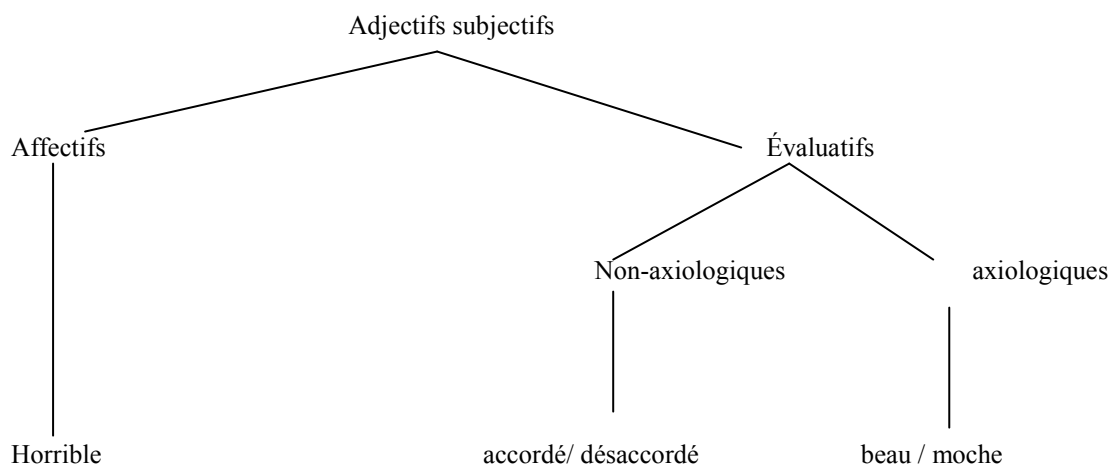 Adjectifs subjectifs
Affectifs Évaluatifs
Non-axiologiques axiologiques
Horrible accordé/ désaccordé beau / moche